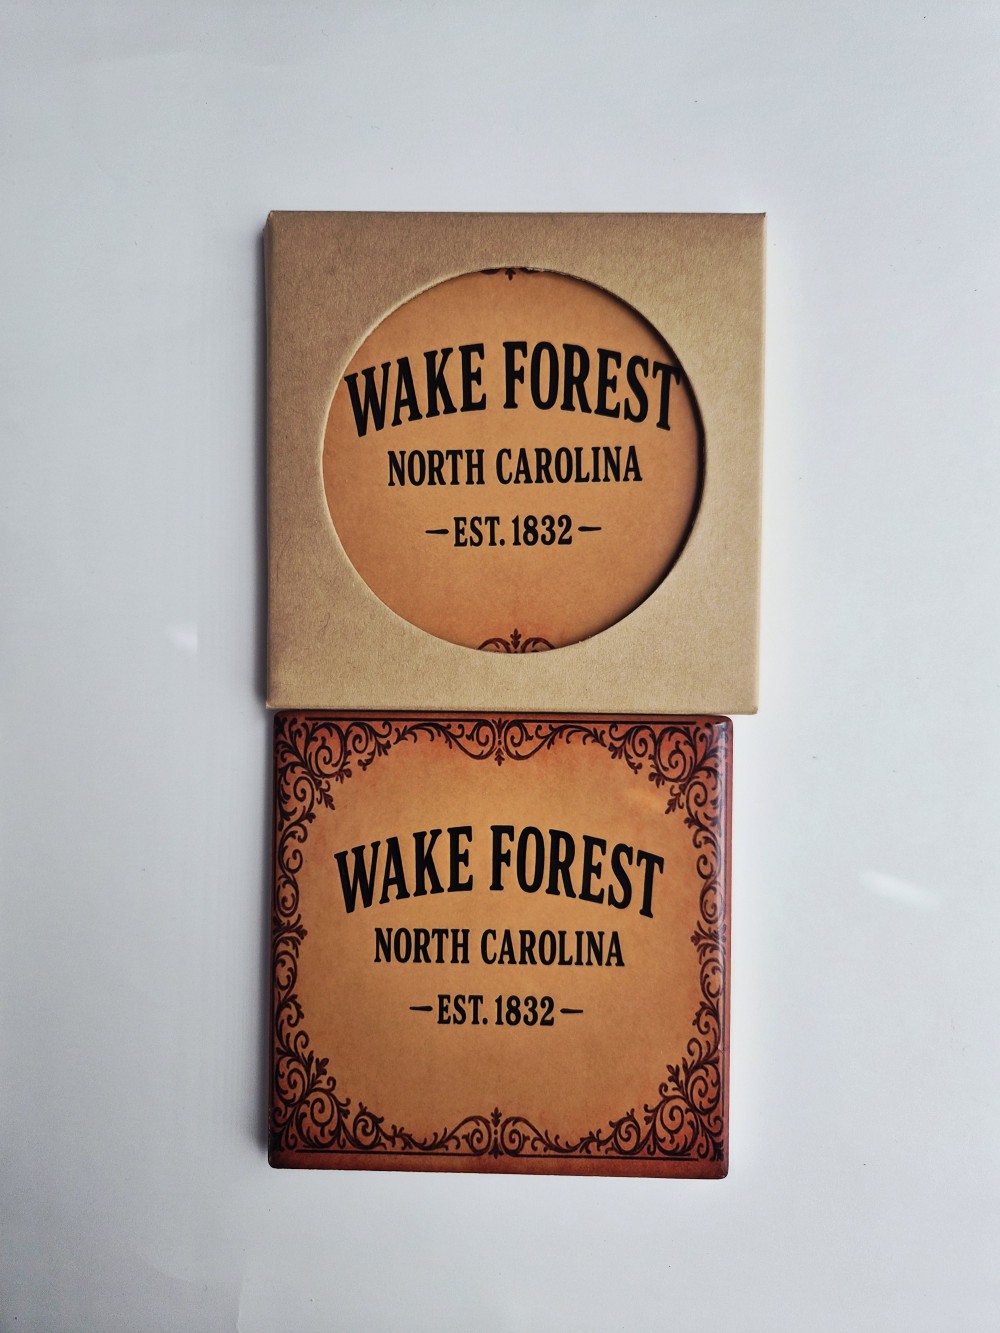 WAKE FOREST
NORTH CAROLINA
—EST. 1832—
WAKE FOREST
NORTH CAROLINA
—EST. 1832—